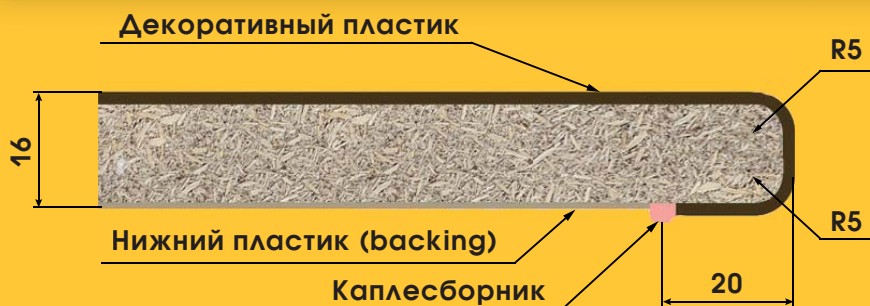 Декоративный пластик
R5
16
R5
Нижний пластик (backing)
20
Каплесборник